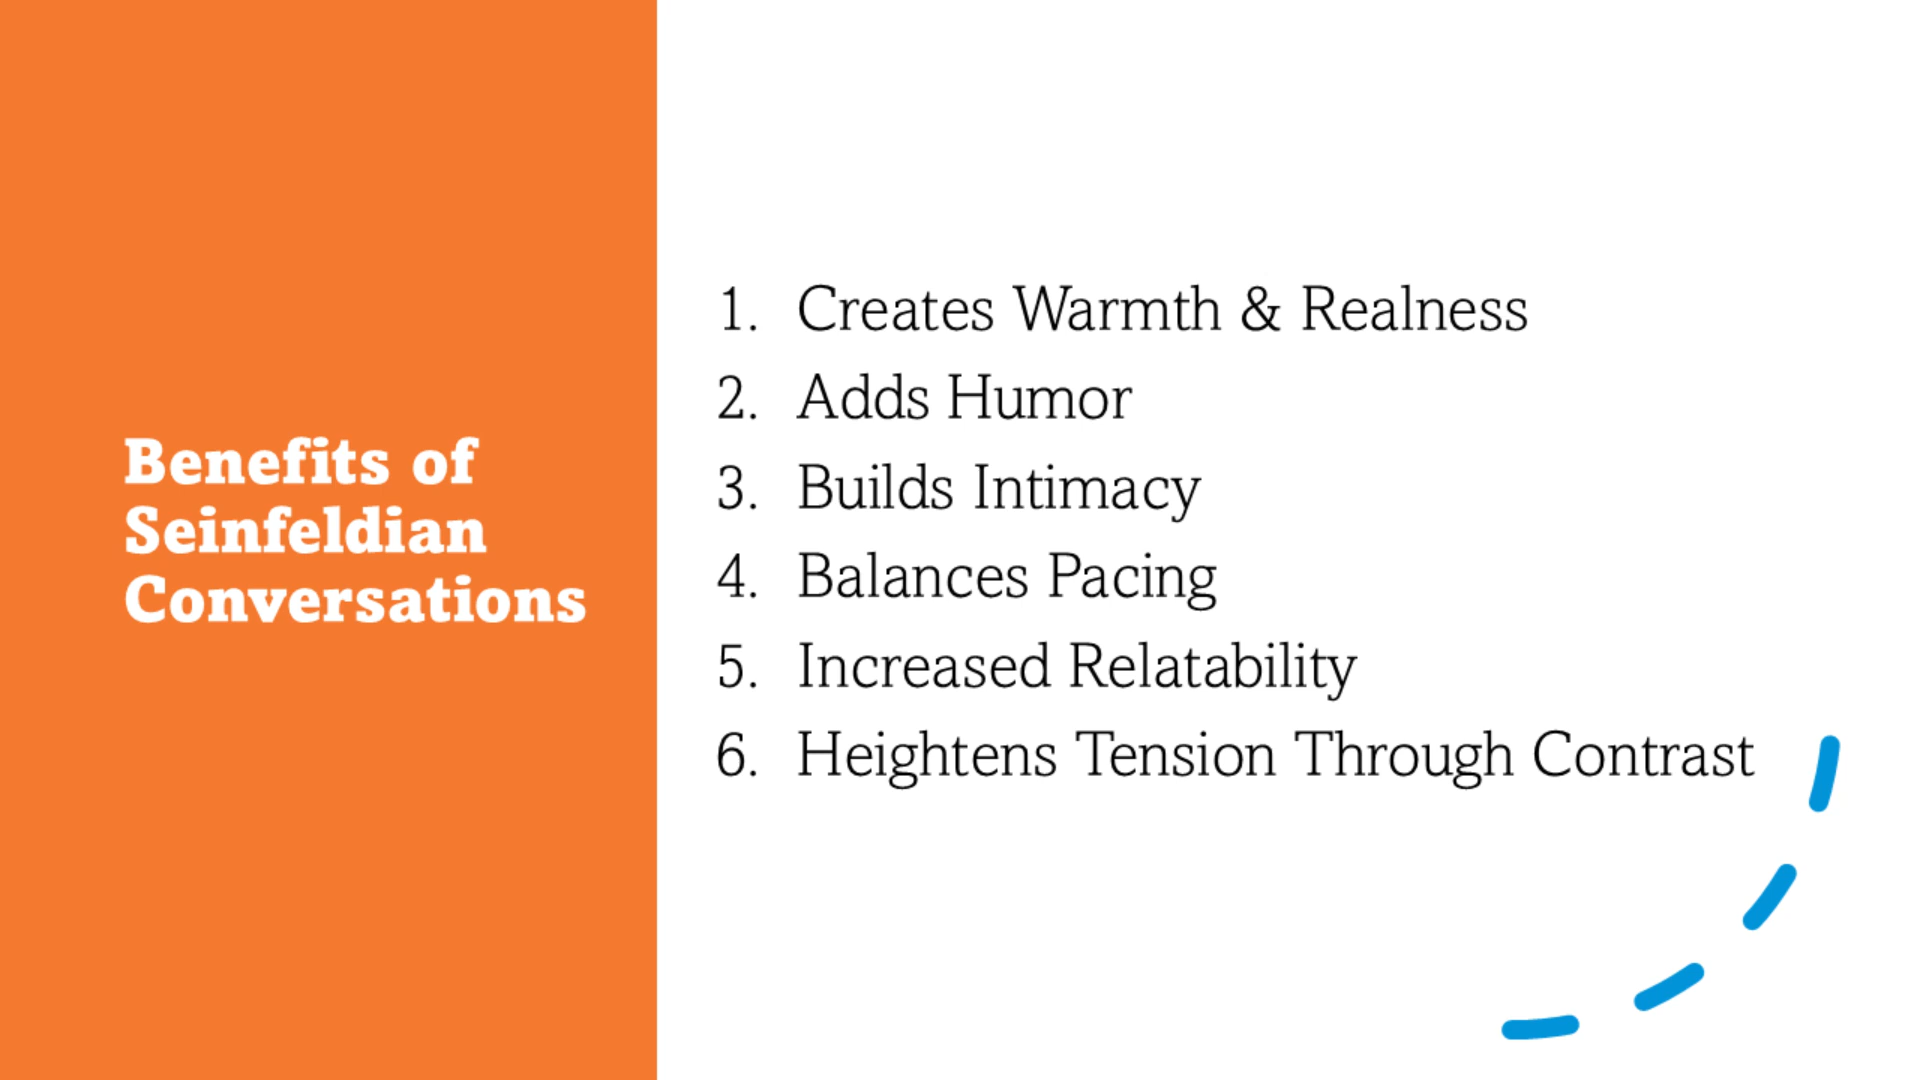 Benefits of
Seinfeldian
Conversations
1. Creates Warmth & Realness
2. Adds Humor
3. Builds Intimacy
4. Balances Pacing
5. Increased Relatability
6. Heightens Tension Through Contrast